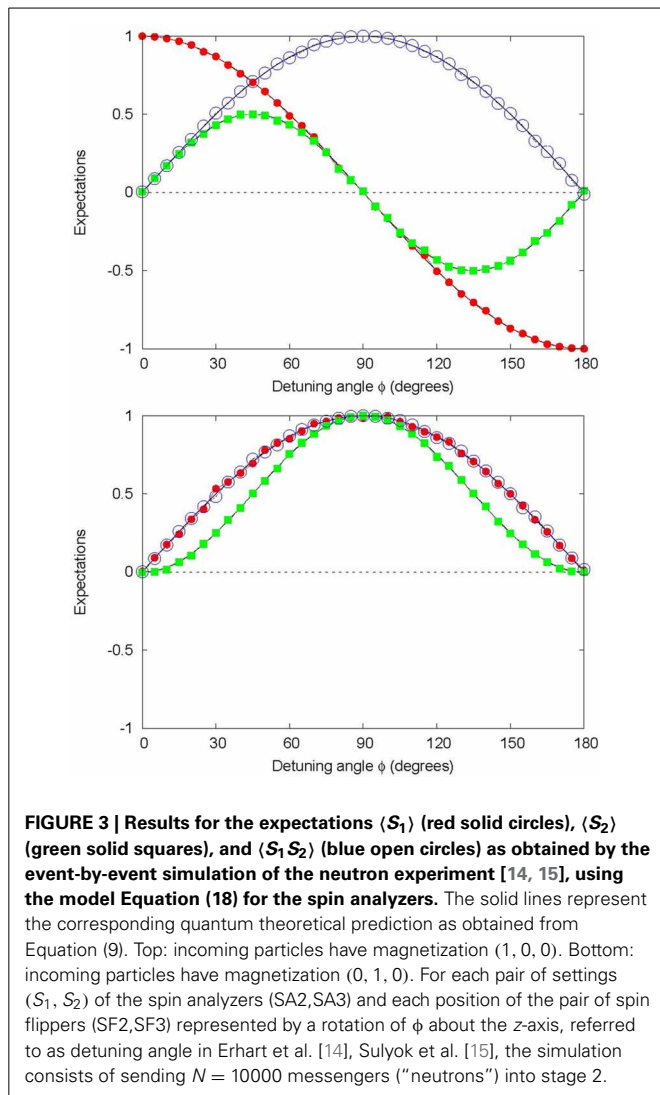 1
0.5
0
-0.5
-1
Expectations
0 30 60 90 120 150 180
Detuning angle ϕ (degrees)
1
0.5
0
-0.5
-1
Expectations
0 30 60 90 120 150 180
Detuning angle ϕ (degrees)
FIGURE 3 | Results for the expectations ⟨S₁⟩ (red solid circles), ⟨S₂⟩
(green solid squares), and ⟨S₁S₂⟩ (blue open circles) as obtained by the
event-by-event simulation of the neutron experiment [14, 15], using
the model Equation (18) for the spin analyzers. The solid lines represent
the corresponding quantum theoretical prediction as obtained from
Equation (9). Top: incoming particles have magnetization (1, 0, 0). Bottom:
incoming particles have magnetization (0, 1, 0). For each pair of settings
(S₁, S₂) of the spin analyzers (SA2,SA3) and each position of the pair of spin
flippers (SF2,SF3) represented by a rotation of ϕ about the z-axis, referred
to as detuning angle in Erhart et al. [14], Sulyok et al. [15], the simulation
consists of sending N = 10000 messengers (“neutrons”) into stage 2.